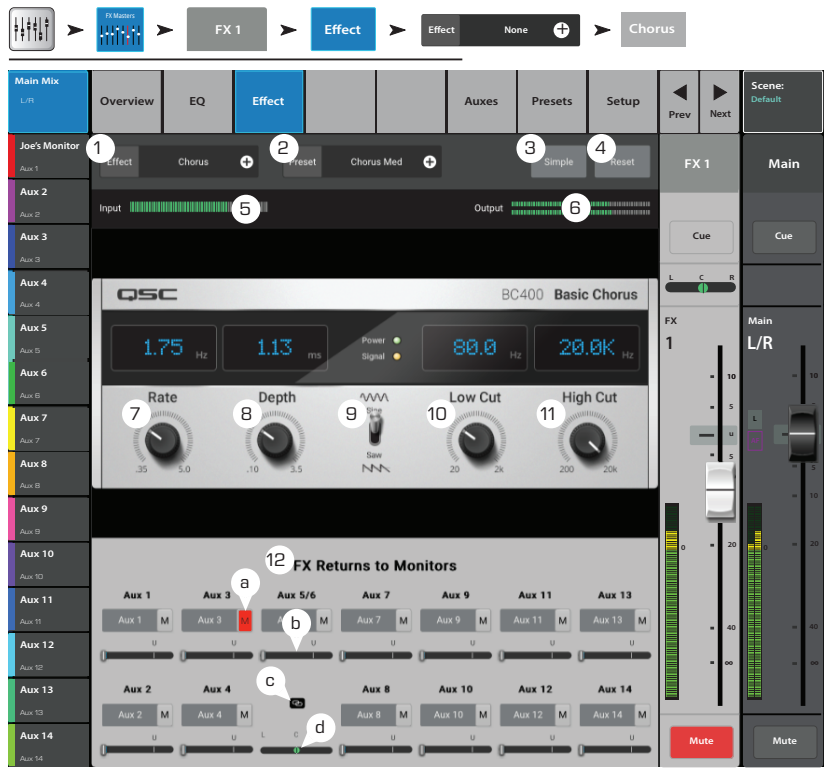 FX Masters
FX 1
Effect
Effect None
Chorus
Main Mix
L/R
Overview EQ Effect Auxes Presets Setup
Prev Next
Scene:
Default
Joe's Monitor
Aux 1
Aux 2
Aux 2
Aux 3
Aux 3
Aux 4
Aux 4
Aux 5
Aux 5
Aux 6
Aux 6
Aux 7
Aux 7
Aux 8
Aux 8
Aux 9
Aux 9
Aux 10
Aux 10
Aux 11
Aux 11
Aux 12
Aux 12
Aux 13
Aux 13
Aux 14
Aux 14
1 2 3 4
Effect Chorus Preset Chorus Med Simple Reset
Input 5 Output 6
QSC BC400 Basic Chorus
1.75 Hz 1.13 ms Power Signal 80.0 Hz 20.0K Hz
Rate Depth Low Cut High Cut
7 8 9 10 11
Saw
.35 5.0 .10 3.5 20 2k 200 20k
12 FX Returns to Monitors
a
Aux 1 Aux 3 Aux 5/6 Aux 7 Aux 9 Aux 11 Aux 13
Aux 1 M Aux 3 M M Aux 7 M Aux 9 M Aux 11 M Aux 13 M
b
U U U U U U U
c
Aux 2 Aux 4 Aux 8 Aux 10 Aux 12 Aux 14
Aux 2 M Aux 4 M Aux 8 M Aux 10 M Aux 12 M Aux 14 M
d
U U L C U U U U
FX 1
Cue
L C R
FX
1
10
5
U
5
0
20
40
∞
Mute
Main
Cue
Main
L/R
10
L
5
10
0
20
40
∞
Mute